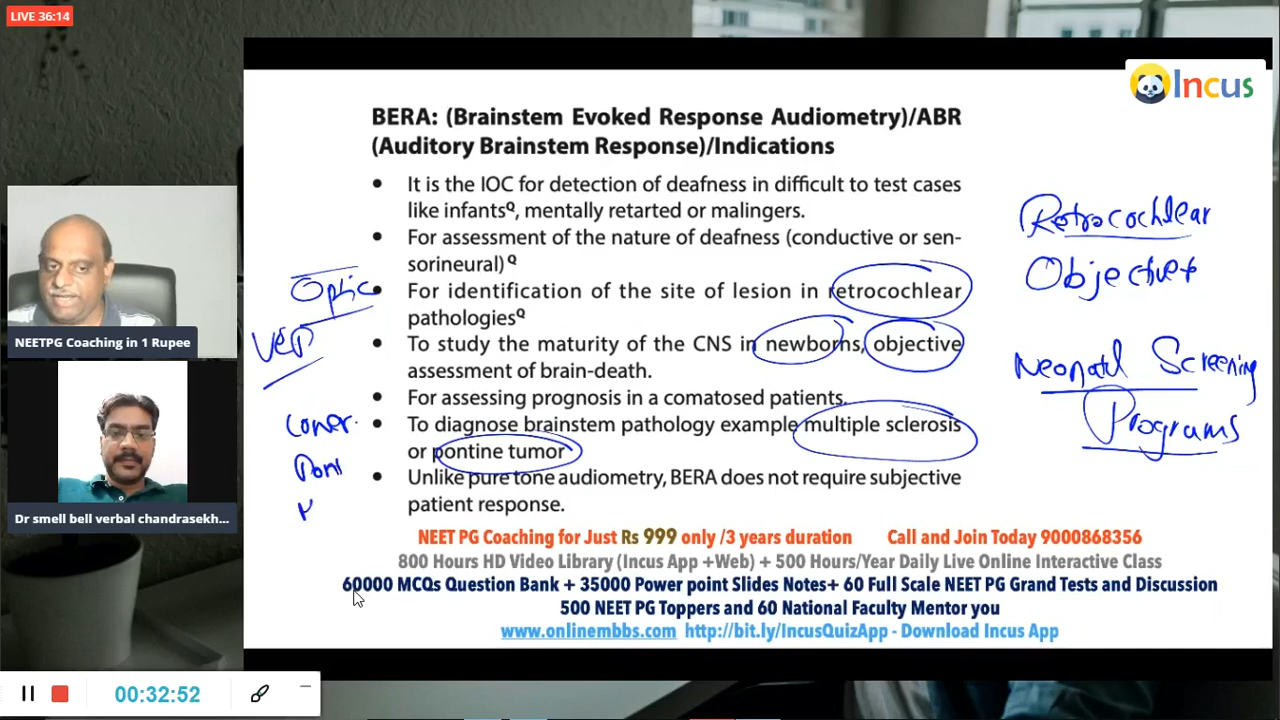 LIVE 36:14
Incus
BERA: (Brainstem Evoked Response Audiometry)/ABR
(Auditory Brainstem Response)/Indications
• It is the IOC for detection of deafness in difficult to test cases
like infantsQ, mentally retarted or malingers.
• For assessment of the nature of deafness (conductive or sen-
sorineural)Q
• For identification of the site of lesion in retrocochlear
pathologiesQ
• To study the maturity of the CNS in newborns, objective
assessment of brain-death.
• For assessing prognosis in a comatosed patients.
• To diagnose brainstem pathology example multiple sclerosis
or pontine tumor
• Unlike pure tone audiometry, BERA does not require subjective
patient response.
Retrocochlear
Objective
Neonatal Screening
Programs
Optic
VEP
NEETPG Coaching in 1 Rupee
Dr smell bell verbal chandrasekh...
NEET PG Coaching for Just Rs 999 only /3 years duration Call and Join Today 9000868356
800 Hours HD Video Library (Incus App +Web) + 500 Hours/Year Daily Live Online Interactive Class
60000 MCQs Question Bank + 35000 Power point Slides Notes+ 60 Full Scale NEET PG Grand Tests and Discussion
500 NEET PG Toppers and 60 National Faculty Mentor you
www.onlinembbs.com http://bit.ly/IncusQuizApp - Download Incus App
00:32:52